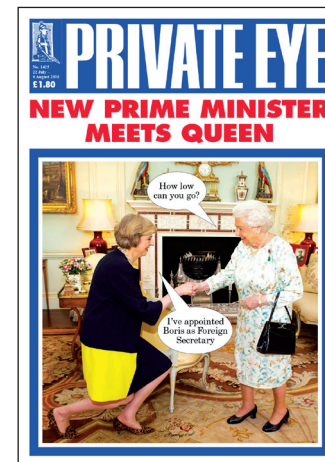 PRIVATE EYE
No. 1423
22 July -
4 August 2016
£1.80
NEW PRIME MINISTER
MEETS QUEEN
How low
can you go?
I've appointed
Boris as Foreign
Secretary